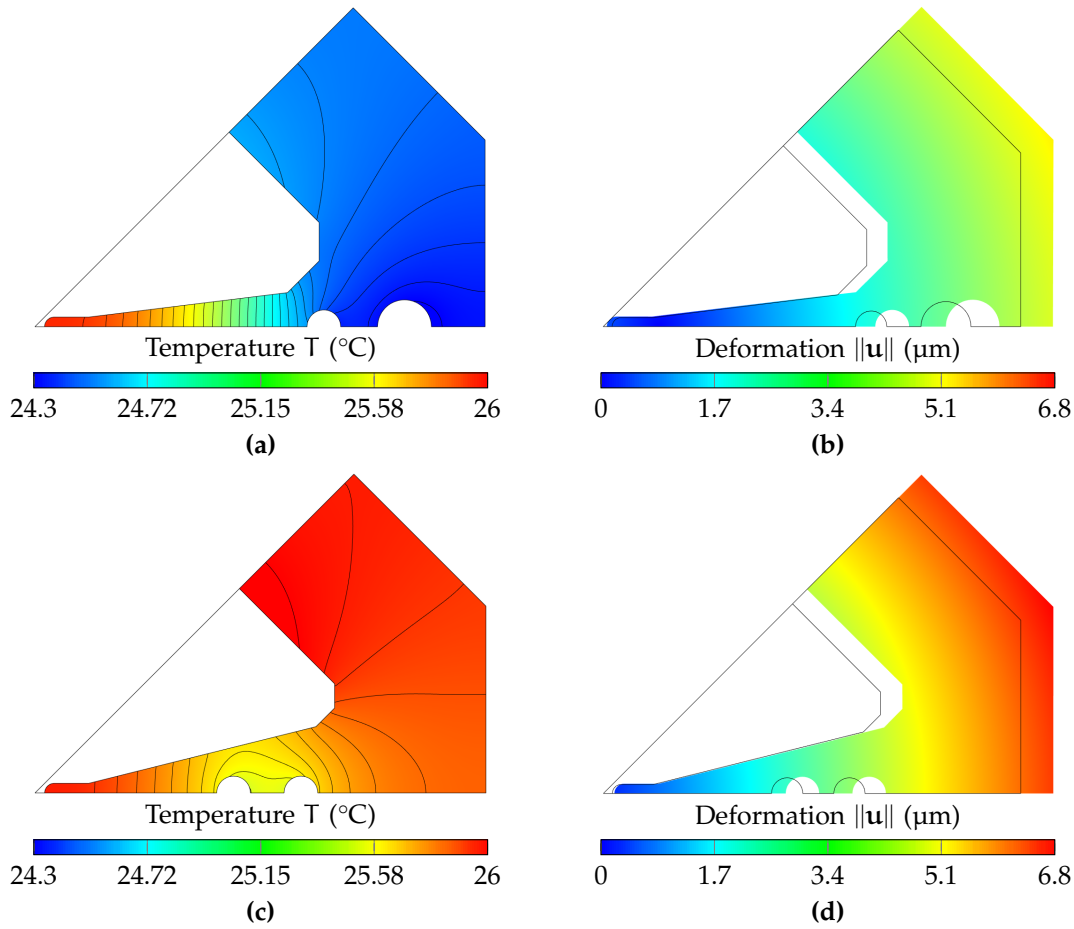 Temperature T (°C)
24.3 24.72 25.15 25.58 26
(a)
Deformation ||u|| (µm)
0 1.7 3.4 5.1 6.8
(b)
Temperature T (°C)
24.3 24.72 25.15 25.58 26
(c)
Deformation ||u|| (µm)
0 1.7 3.4 5.1 6.8
(d)